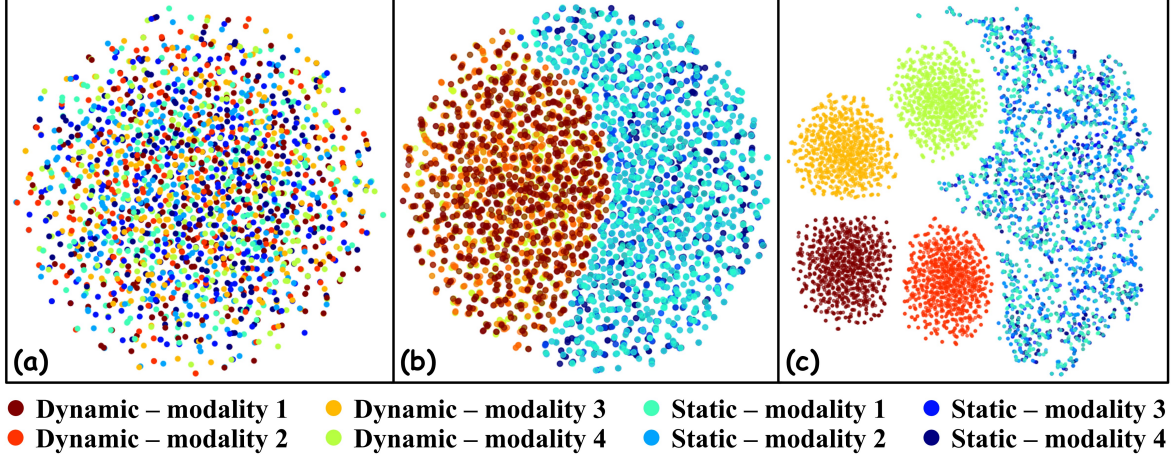 (a) (b) (c)
Dynamic – modality 1 Dynamic – modality 3 Static – modality 1 Static – modality 3
Dynamic – modality 2 Dynamic – modality 4 Static – modality 2 Static – modality 4